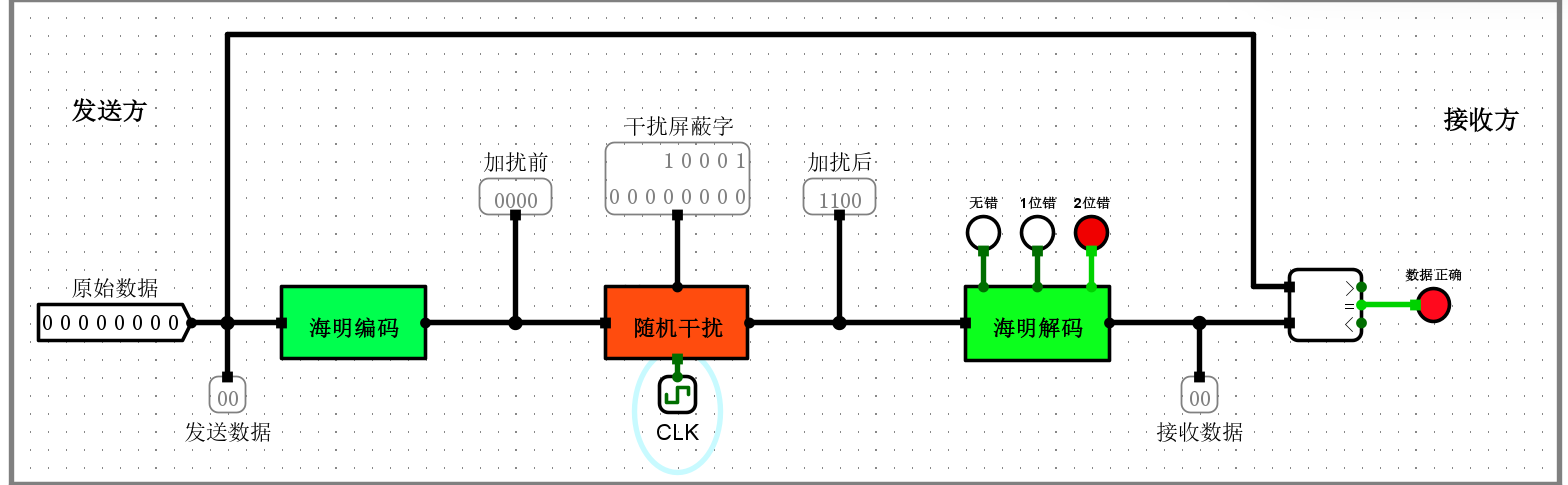 发送方
接收方
干扰屏蔽字
1 0 0 0 1
0 0 0 0 0 0 0 0
加扰前
0000
加扰后
1100
无错
1位错
2位错
原始数据
0 0 0 0 0 0 0 0
海明编码
随机干扰
海明解码
>
=
<
数据正确
00
发送数据
CLK
00
接收数据